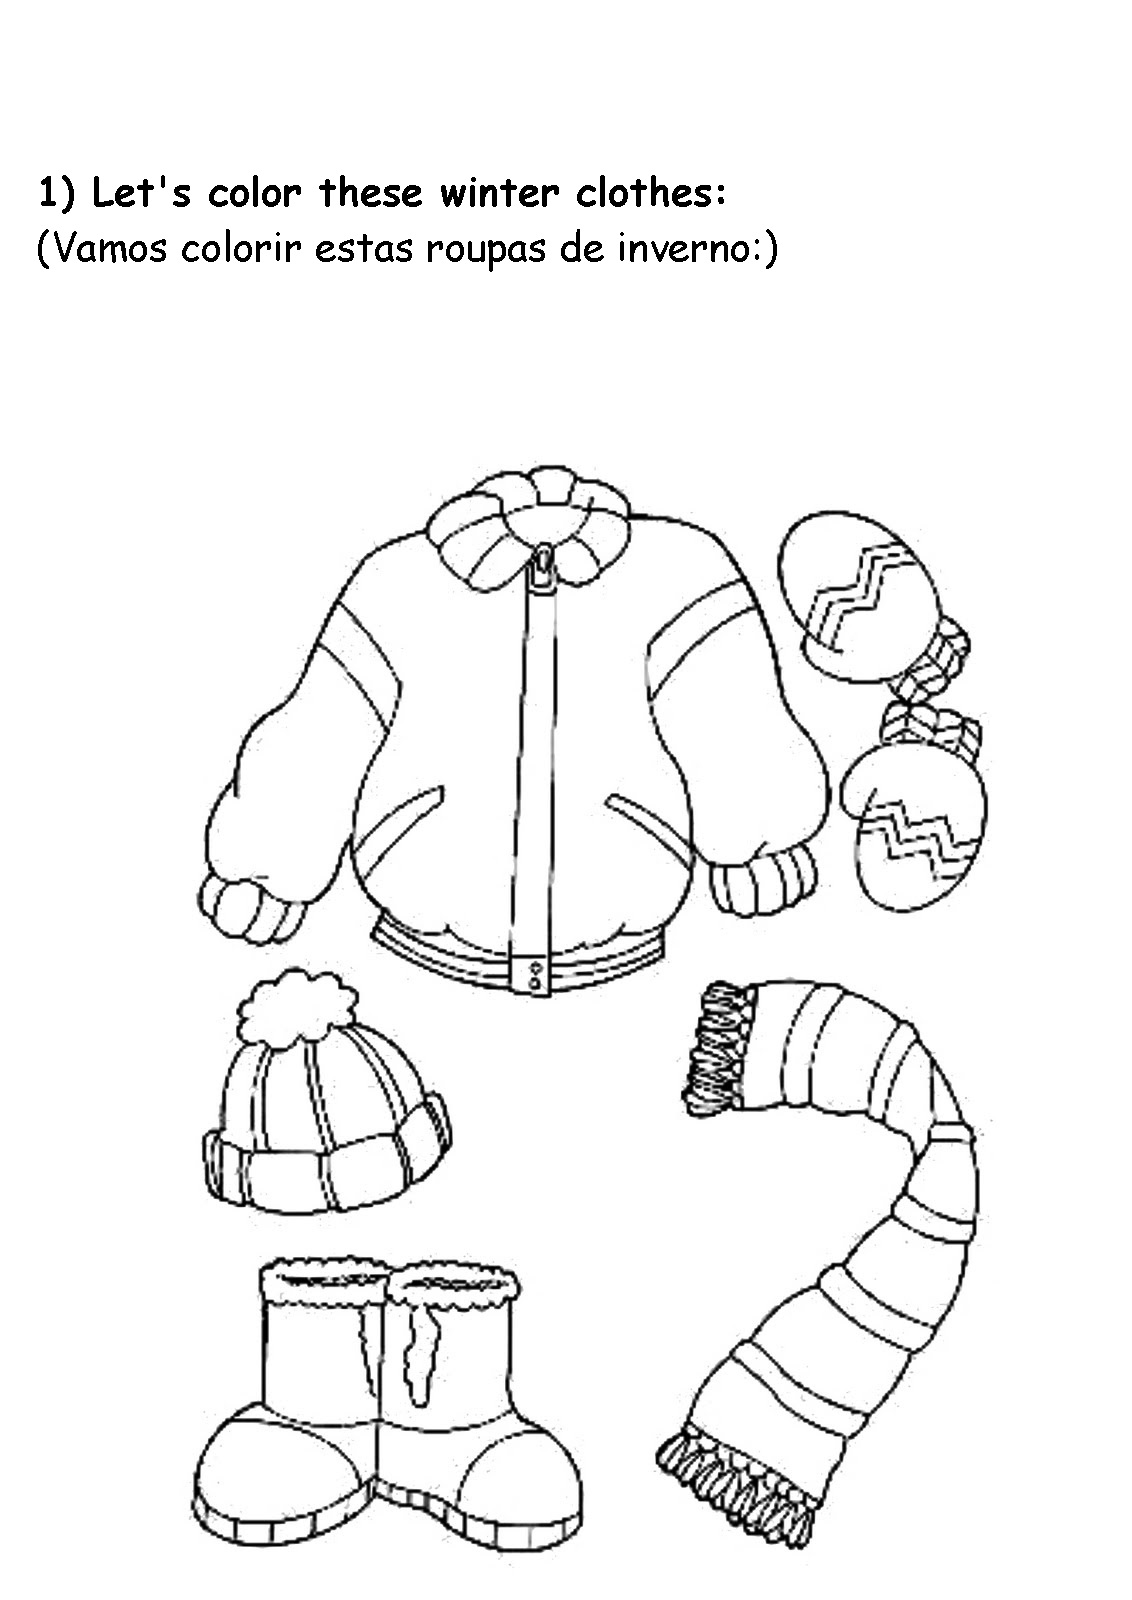 1) Let's color these winter clothes:
(Vamos colorir estas roupas de inverno:)